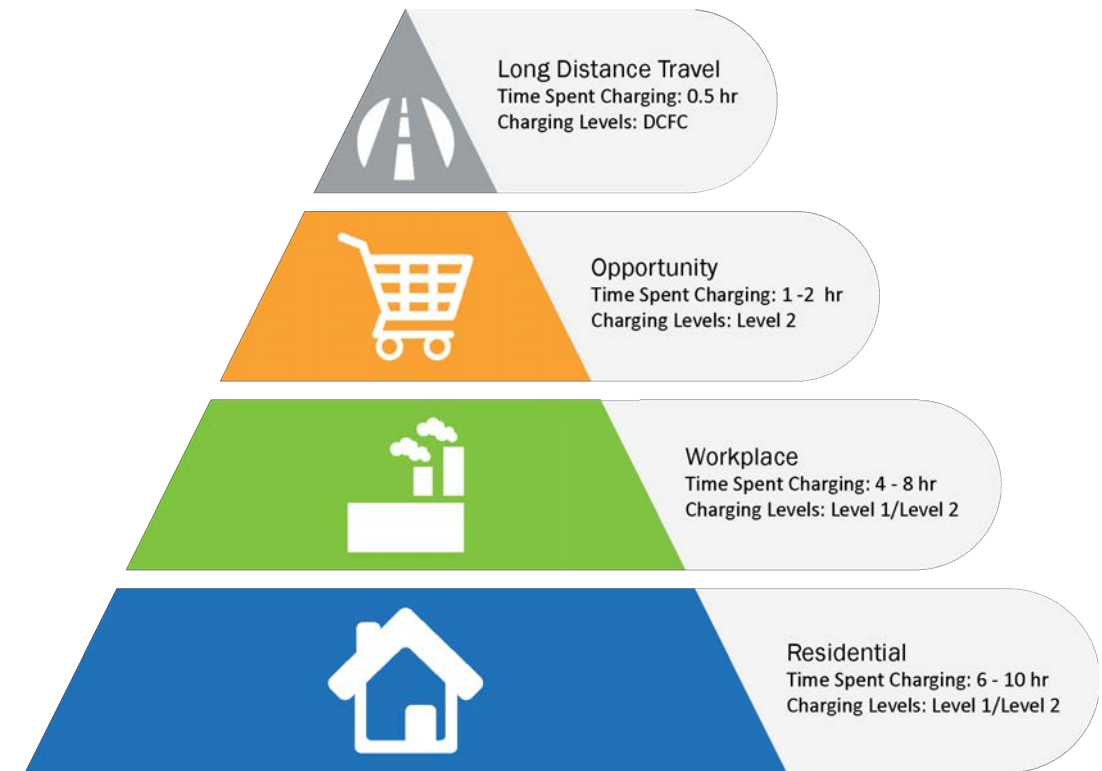 Long Distance Travel
Time Spent Charging: 0.5 hr
Charging Levels: DCFC
Opportunity
Time Spent Charging: 1 -2  hr
Charging Levels: Level 2
Workplace
Time Spent Charging: 4 - 8 hr
Charging Levels: Level 1/Level 2
Residential
Time Spent Charging: 6 - 10 hr
Charging Levels: Level 1/Level 2